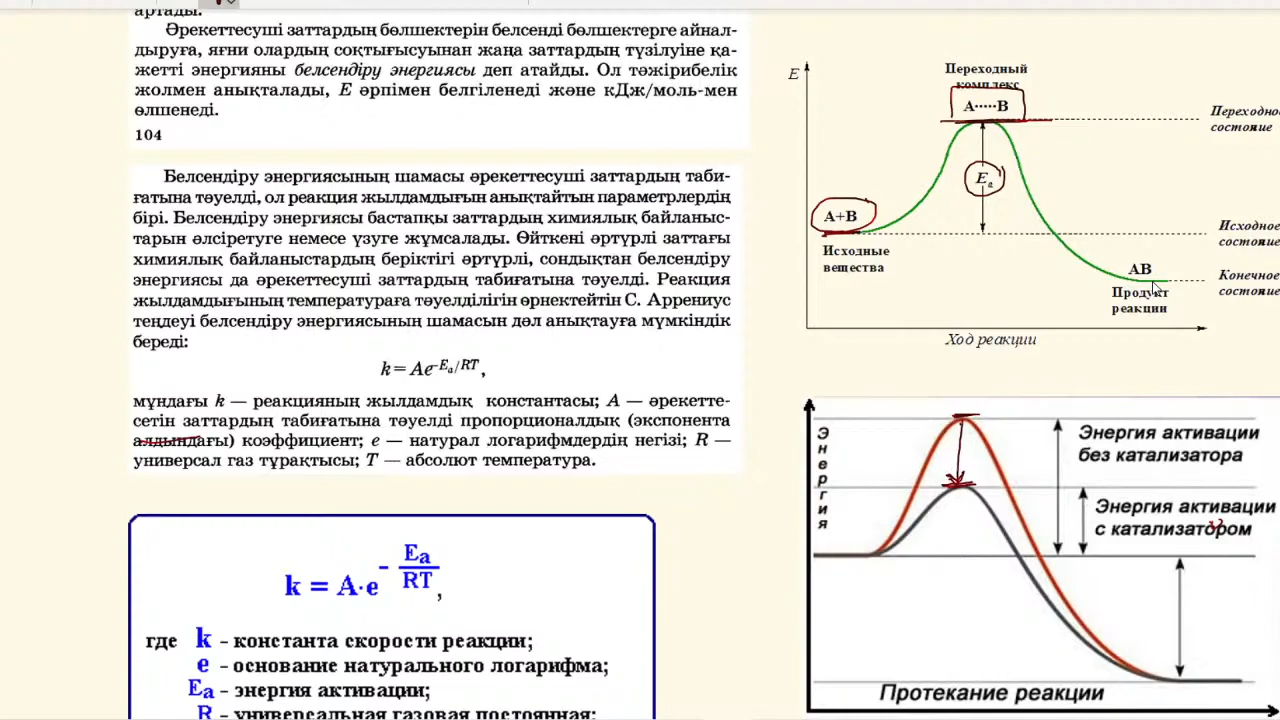 артады.
Әрекеттесуші заттардың бөлшектерін белсенді бөлшектерге айнал-
дыруға, яғни олардың соқтығысуынан жаңа заттардың түзілуіне қа-
жетті энергияны белсендіру энергиясы деп атайды. Ол тәжірибелік
жолмен анықталады, Е әрпімен белгіленеді және кДж/моль-мен
өлшенеді.
104
Белсендіру энергиясының шамасы әрекеттесуші заттардың таби-
ғатына тәуелді, ол реакция жылдамдығын анықтайтын параметрлердің
бірі. Белсендіру энергиясы бастапқы заттардың химиялық байланыс-
тарын әлсіретуге немесе үзуге жұмсалады. Өйткені әртүрлі заттағы
химиялық байланыстардың беріктігі әртүрлі, сондықтан белсендіру
энергиясы да әрекеттесуші заттардың табиғатына тәуелді. Реакция
жылдамдығының температураға тәуелділігін өрнектейтін С. Аррениус
теңдеуі белсендіру энергиясының шамасын дәл анықтауға мүмкіндік
береді:
k = Ae^-Ea/RT,
мұндағы k — реакцияның жылдамдық константасы; А — әрекетте-
сетін заттардың табиғатына тәуелді пропорционалдық (экспонента
алдындағы) коэффициент; е — натурал логарифмдердің негізі; R —
универсал газ тұрақтысы; Т — абсолют температура.
k = A·e^-Ea/RT,
где k - константа скорости реакции;
e - основание натурального логарифма;
Ea - энергия активации;
R - универсальная газовая постоянная;
E
Переходный
комплекс
A·····B
Переходное
состояние
Ea
A+B
Исходные
вещества
Исходное
состояние
AB
Продукт
реакции
Конечное
состояние
Ход реакции
Энергия
Энергия активации
без катализатора
Энергия активации
с катализатором
Протекание реакции